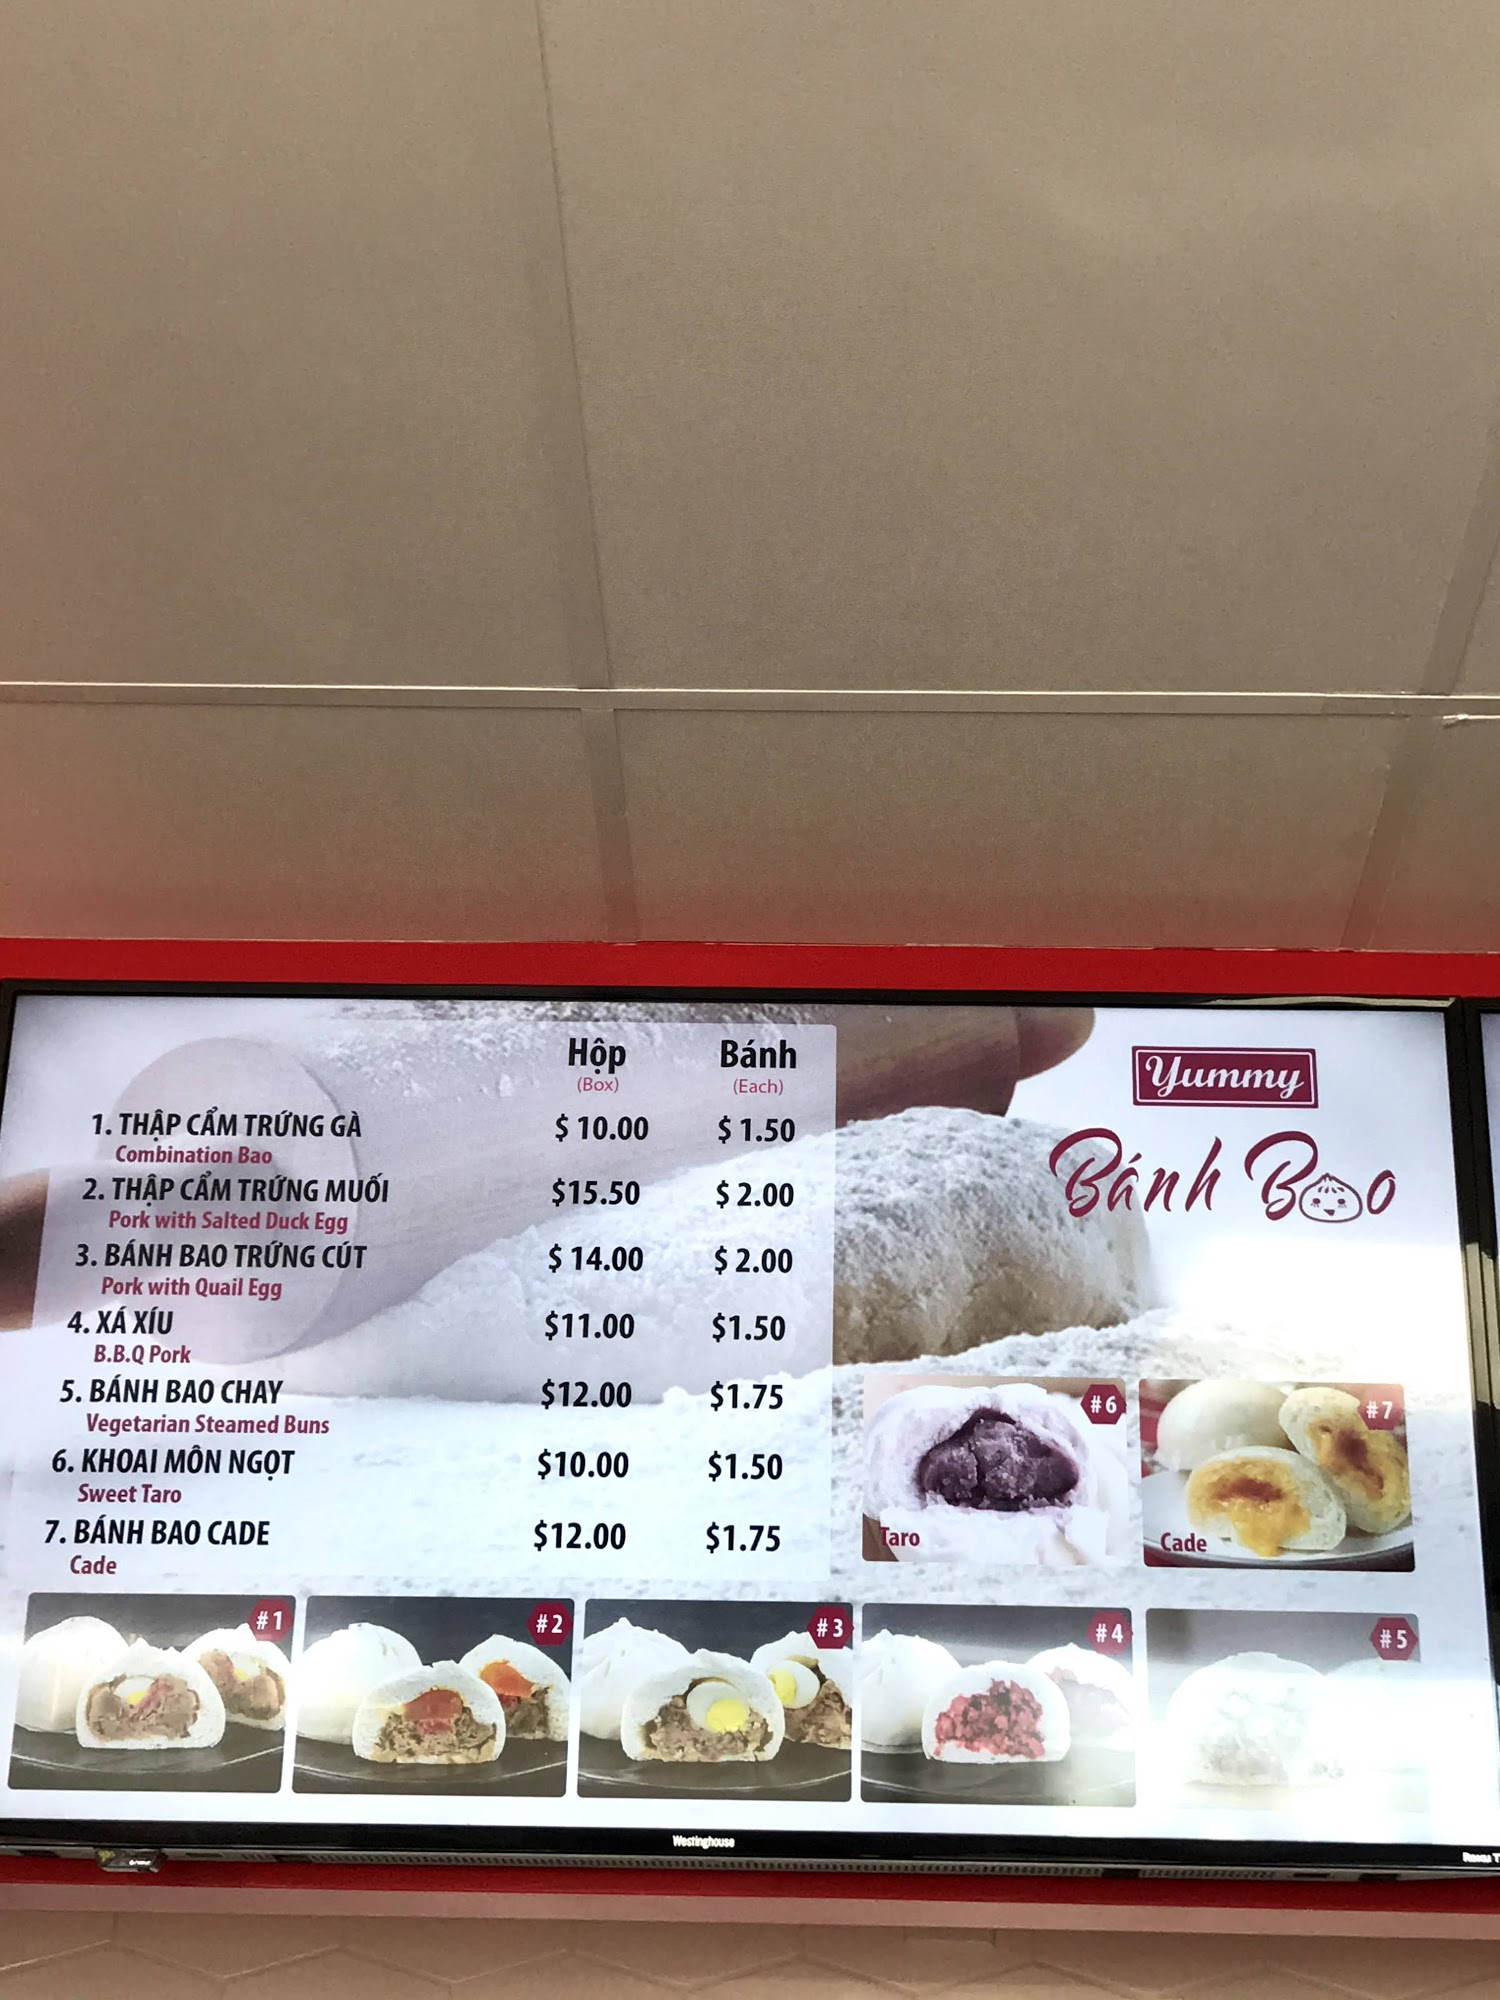 Hộp Bánh
(Box) (Each)
1. THẬP CẨM TRỨNG GÀ $ 10.00 $ 1.50
Combination Bao
2. THẬP CẨM TRỨNG MUỐI $15.50 $ 2.00
Pork with Salted Duck Egg
3. BÁNH BAO TRỨNG CÚT $ 14.00 $ 2.00
Pork with Quail Egg
4. XÁ XÍU $11.00 $1.50
B.B.Q Pork
5. BÁNH BAO CHAY $12.00 $1.75
Vegetarian Steamed Buns
6. KHOAI MÔN NGỌT $10.00 $1.50
Sweet Taro
7. BÁNH BAO CADE $12.00 $1.75
Cade
Yummy
Bánh Bao
#6
Taro
#7
Cade
#1
#2
#3
#4
#5
Westinghouse